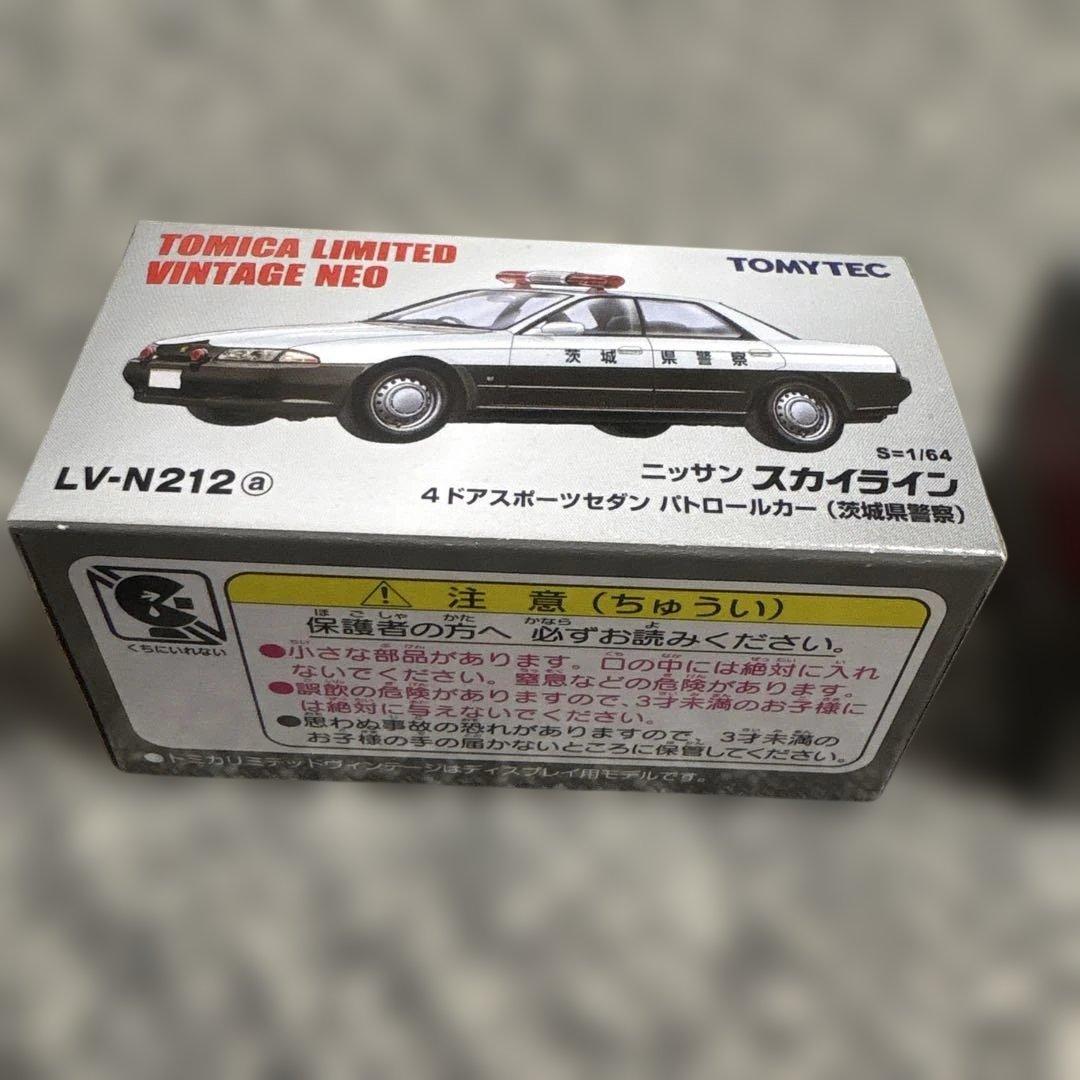 TOMICA LIMITED
VINTAGE NEO
TOMYTEC
茨城県警察
S=1/64
LV-N212ⓐ
ニッサン スカイライン
4ドアスポーツセダン パトロールカー(茨城県警察)
くちにいれない
⚠ 注意(ちゅうい)
保護者の方へ 必ずお読みください。
●小さな部品があります。口の中には絶対に入れ
ないでください。窒息などの危険があります。
●誤飲の危険がありますので、3才未満のお子様に
は絶対に与えないでください。
●思わぬ事故の恐れがありますので、3才未満の
お子様の手の届かないところに保管してください。
●トミカリミテッドヴィンテージはディスプレイ用モデルです。